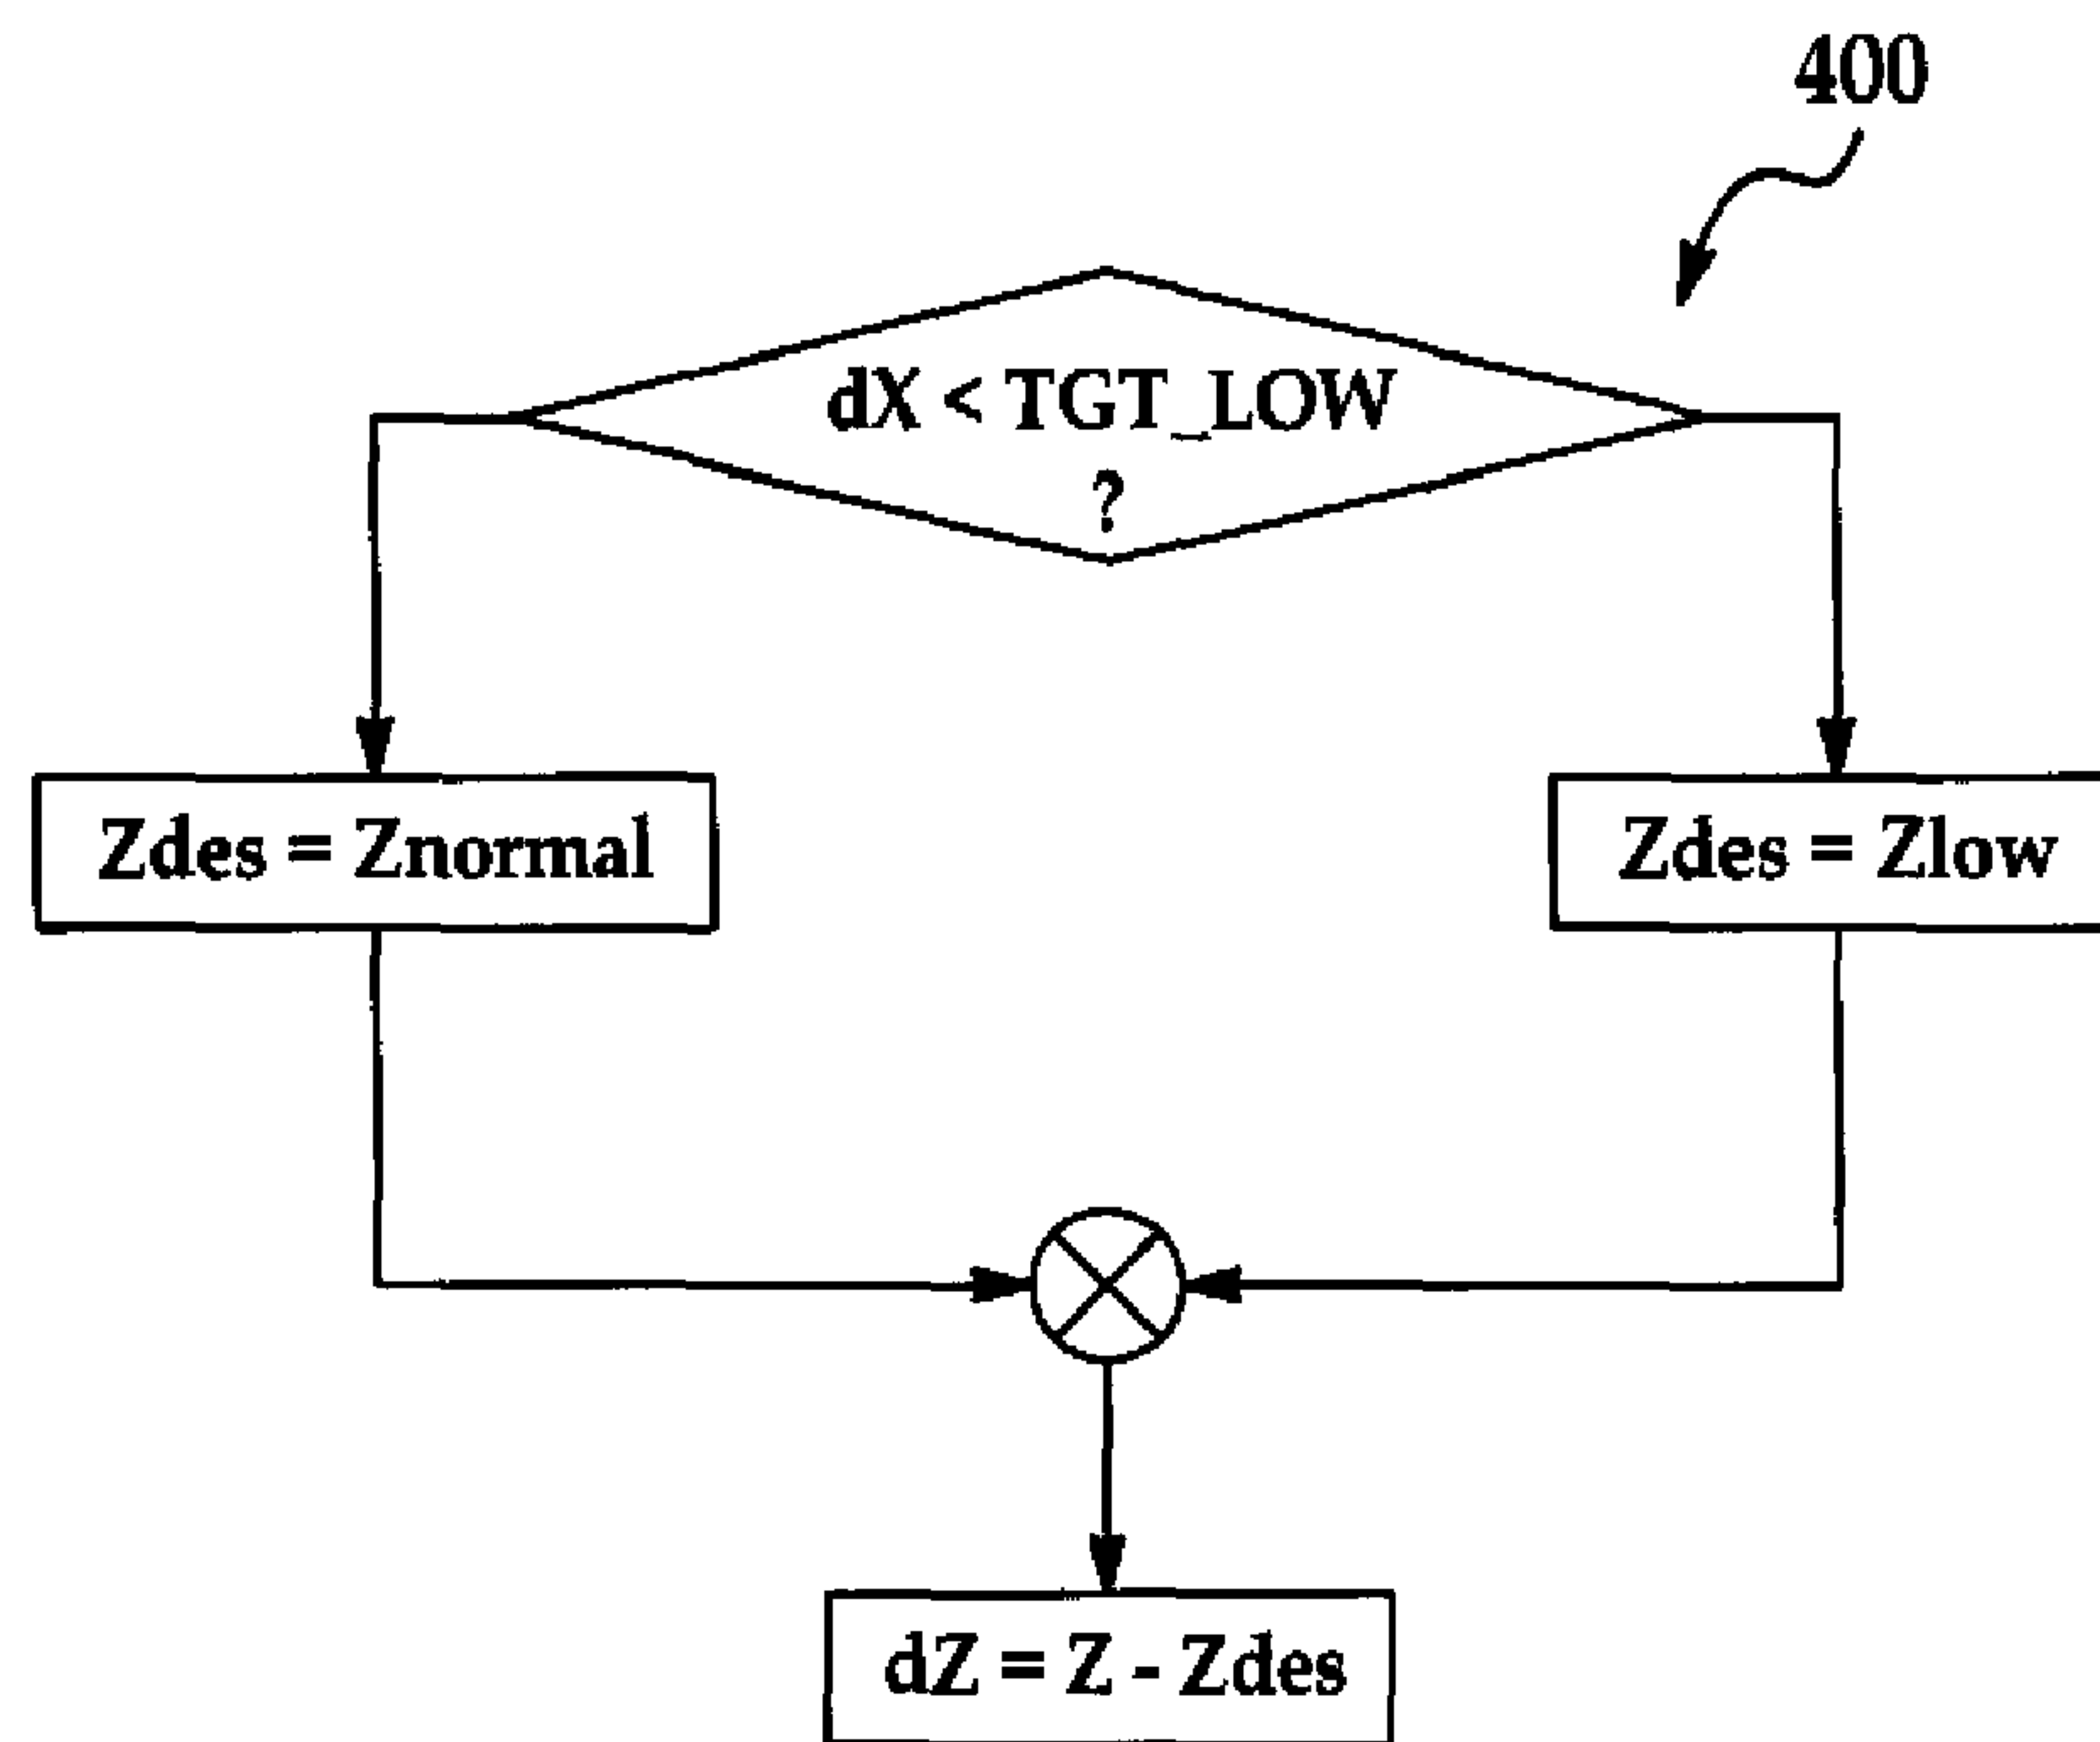 400
dX < TGT_LOW
?
Zdes = Znormal
Zdes = Zlow
dZ = Z - Zdes